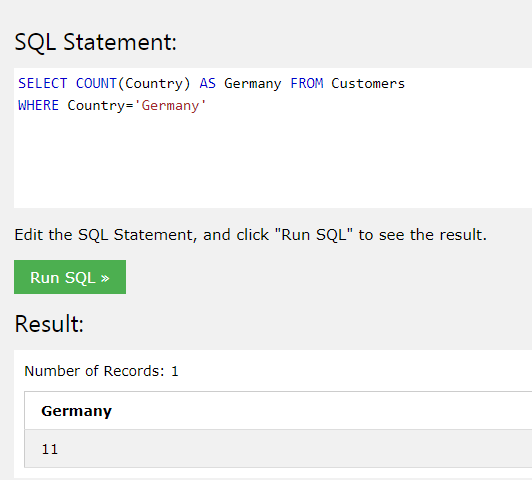 SQL Statement:
SELECT COUNT(Country) AS Germany FROM Customers
WHERE Country='Germany'
Edit the SQL Statement, and click "Run SQL" to see the result.
Run SQL »
Result:
Number of Records: 1
Germany
11